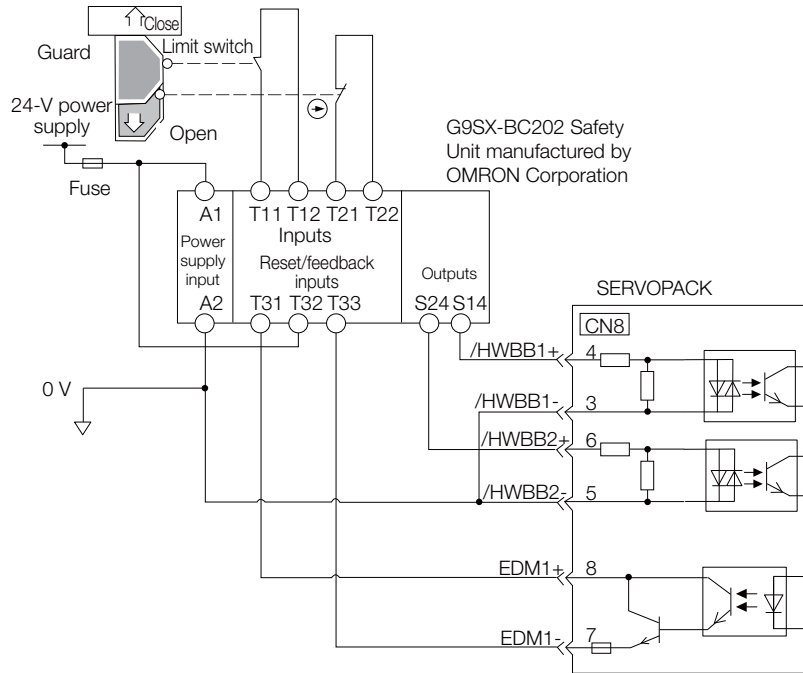 Close
Guard
Limit switch
24-V power
supply
Open
Fuse
G9SX-BC202 Safety
Unit manufactured by
OMRON Corporation
A1
T11
T12
T21
T22
Inputs
Power
supply
input
Reset/feedback
inputs
Outputs
A2
T31
T32
T33
S24
S14
SERVOPACK
CN8
/HWBB1+
4
0 V
/HWBB1-
3
/HWBB2+
6
/HWBB2-
5
EDM1+
8
EDM1-
7